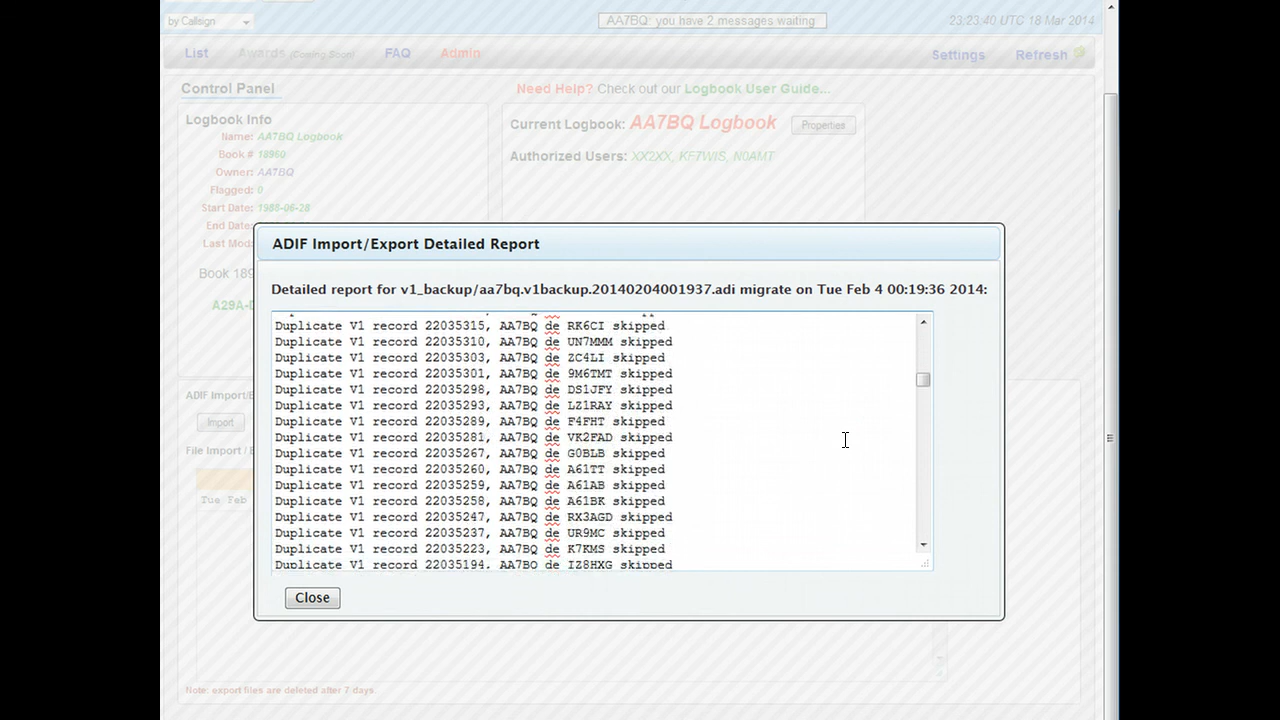 by Callsign
AA7BQ: you have 2 messages waiting
23:23:40 UTC 18 Mar 2014
List
Awards (Coming Soon)
FAQ
Admin
Settings
Refresh
Control Panel
Need Help? Check out our Logbook User Guide...
Logbook Info
Name: AA7BQ Logbook
Book # 18960
Owner: AA7BQ
Flagged: 0
Start Date: 1988-06-28
End Date:
Last Mod:
Book 189
A29A-D
Current Logbook: AA7BQ Logbook
Properties
Authorized Users: XX2XX, KF7WIS, N0AMT
ADIF Import/E
Import
File Import / E
Tue Feb
ADIF Import/Export Detailed Report
Detailed report for v1_backup/aa7bq.v1backup.20140204001937.adi migrate on Tue Feb 4 00:19:36 2014:
Duplicate V1 record 22035315, AA7BQ de RK6CI skipped
Duplicate V1 record 22035310, AA7BQ de UN7MMM skipped
Duplicate V1 record 22035303, AA7BQ de ZC4LI skipped
Duplicate V1 record 22035301, AA7BQ de 9M6TMT skipped
Duplicate V1 record 22035298, AA7BQ de DS1JFY skipped
Duplicate V1 record 22035293, AA7BQ de LZ1RAY skipped
Duplicate V1 record 22035289, AA7BQ de F4FHT skipped
Duplicate V1 record 22035281, AA7BQ de VK2FAD skipped
Duplicate V1 record 22035267, AA7BQ de G0BLB skipped
Duplicate V1 record 22035260, AA7BQ de A61TT skipped
Duplicate V1 record 22035259, AA7BQ de A61AB skipped
Duplicate V1 record 22035258, AA7BQ de A61BK skipped
Duplicate V1 record 22035247, AA7BQ de RX3AGD skipped
Duplicate V1 record 22035237, AA7BQ de UR9MC skipped
Duplicate V1 record 22035223, AA7BQ de K7KMS skipped
Duplicate V1 record 22035194, AA7BQ de IZ8HXG skipped
Close
Note: export files are deleted after 7 days.